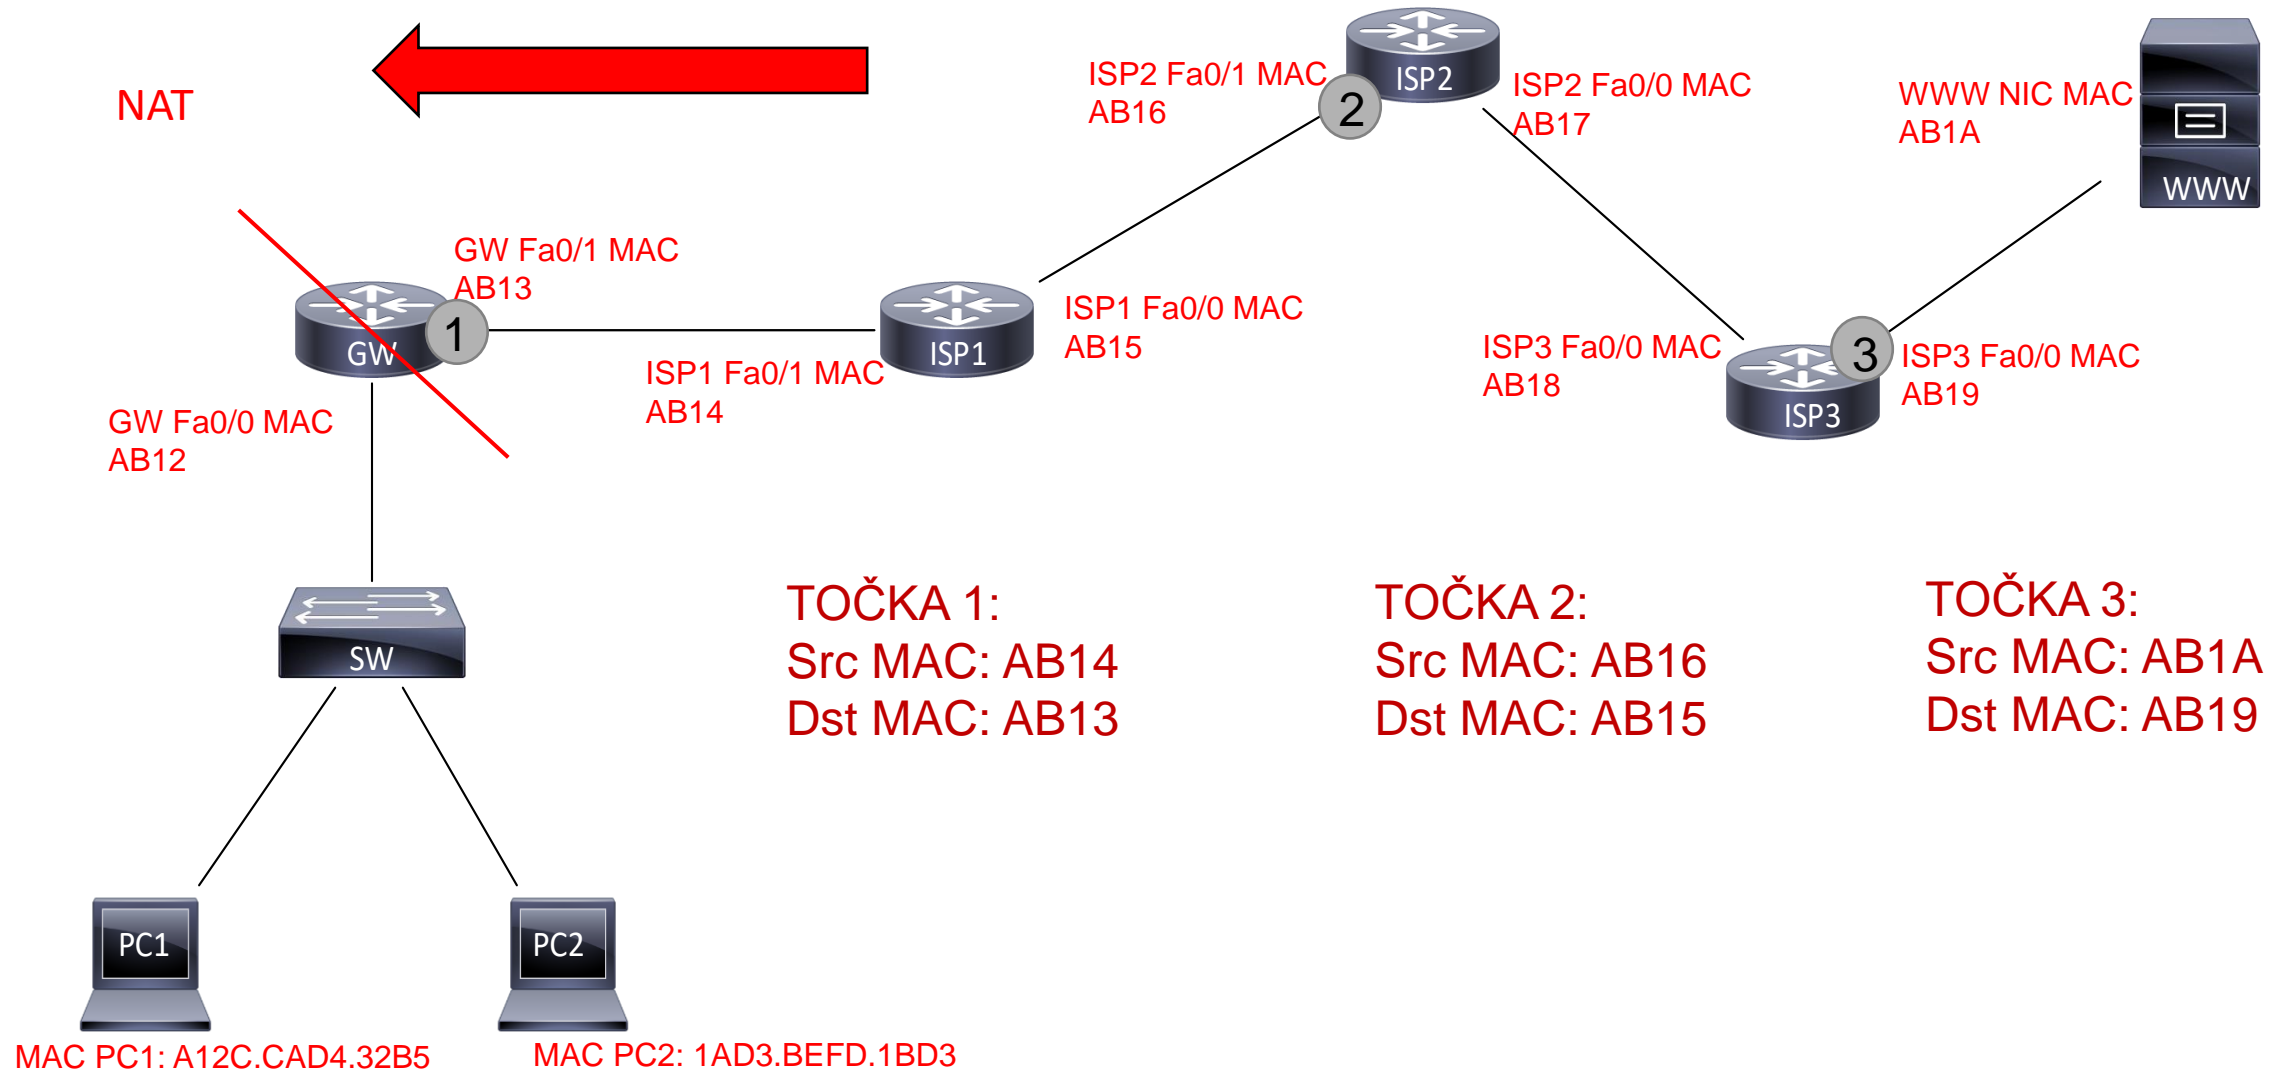 NAT
ISP2 Fa0/1 MAC
AB16
2
ISP2
ISP2 Fa0/0 MAC
AB17
WWW NIC MAC
AB1A
WWW
GW Fa0/1 MAC
AB13
GW
1
ISP1 Fa0/1 MAC
AB14
ISP1
ISP1 Fa0/0 MAC
AB15
ISP3 Fa0/0 MAC
AB18
3
ISP3
ISP3 Fa0/0 MAC
AB19
GW Fa0/0 MAC
AB12
SW
TOČKA 1:
Src MAC: AB14
Dst MAC: AB13
TOČKA 2:
Src MAC: AB16
Dst MAC: AB15
TOČKA 3:
Src MAC: AB1A
Dst MAC: AB19
PC1
PC2
MAC PC1: A12C.CAD4.32B5
MAC PC2: 1AD3.BEFD.1BD3